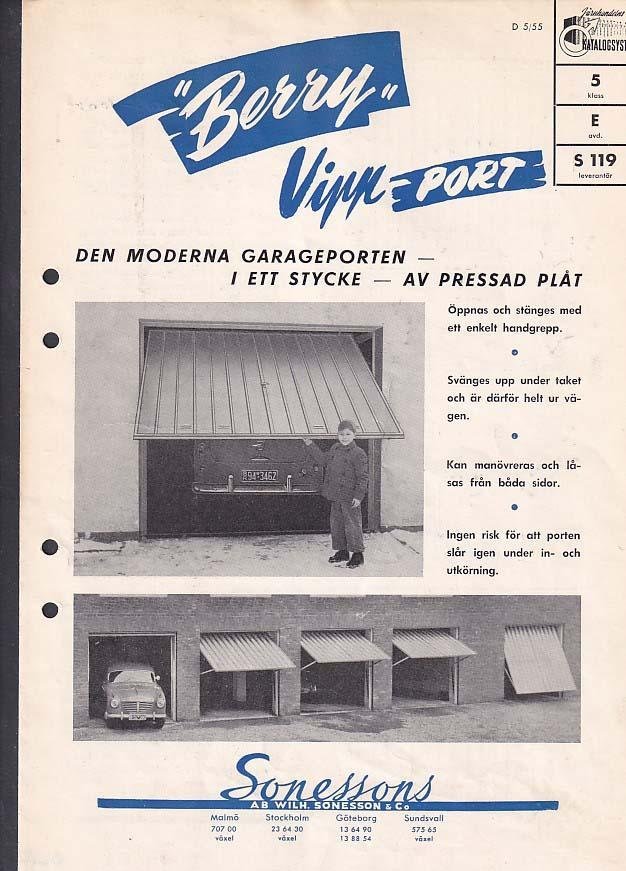 D 5/55
Järnhandelns
KATALOGSYST
5
klass
E
avd.
S 119
leverantör
"Berry"
Vipp-PORT
DEN MODERNA GARAGEPORTEN —
I ETT STYCKE — AV PRESSAD PLÅT
Öppnas och stänges med
ett enkelt handgrepp.
Svänges upp under taket
och är därför helt ur vä-
gen.
Kan manövreras och lå-
sas från båda sidor.
Ingen risk för att porten
slår igen under in- och
utkörning.
Sonessons
AB WILH. SONESSON & Co
Malmö Stockholm Göteborg Sundsvall
707 00 23 64 30 13 64 90 575 65
växel växel 13 88 54 växel